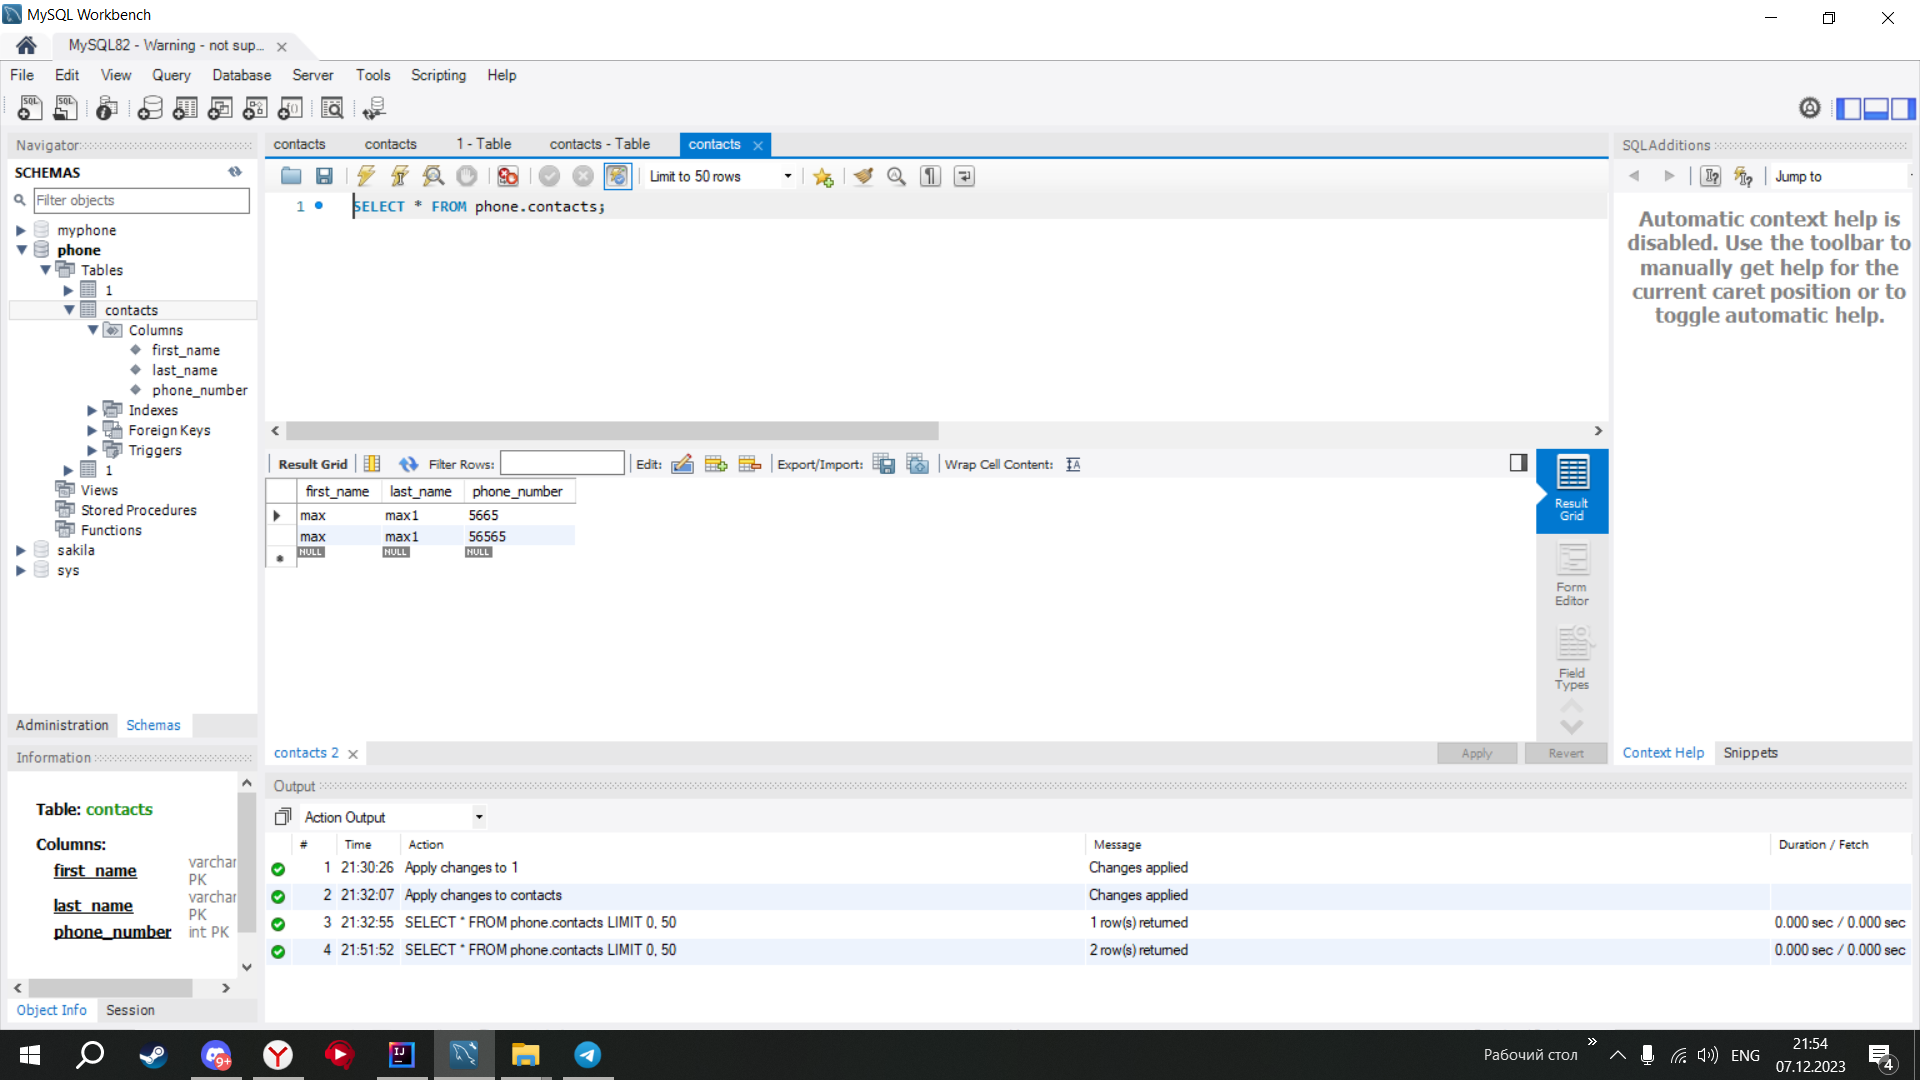 MySQL Workbench
MySQL82 - Warning - not sup...
File Edit View Query Database Server Tools Scripting Help
Navigator
SCHEMAS
Filter objects
myphone
phone
Tables
1
contacts
Columns
first_name
last_name
phone_number
Indexes
Foreign Keys
Triggers
1
Views
Stored Procedures
Functions
sakila
sys
Administration Schemas
Information
Table: contacts
Columns:
first_name varchar
PK
last_name varchar
PK
phone_number int PK
Object Info Session
contacts contacts 1 - Table contacts - Table contacts
Limit to 50 rows
1 SELECT * FROM phone.contacts;
Result Grid Filter Rows: Edit: Export/Import: Wrap Cell Content:
first_name last_name phone_number
max max1 5665
max max1 56565
NULL NULL NULL
Result
Grid
Form
Editor
Field
Types
contacts 2
Apply Revert
SQLAdditions
Jump to
Automatic context help is
disabled. Use the toolbar to
manually get help for the
current caret position or to
toggle automatic help.
Context Help Snippets
Output
Action Output
# Time Action Message Duration / Fetch
1 21:30:26 Apply changes to 1 Changes applied
2 21:32:07 Apply changes to contacts Changes applied
3 21:32:55 SELECT * FROM phone.contacts LIMIT 0, 50 1 row(s) returned 0.000 sec / 0.000 sec
4 21:51:52 SELECT * FROM phone.contacts LIMIT 0, 50 2 row(s) returned 0.000 sec / 0.000 sec
9+
IJ
Рабочий стол
ENG
21:54
07.12.2023
4